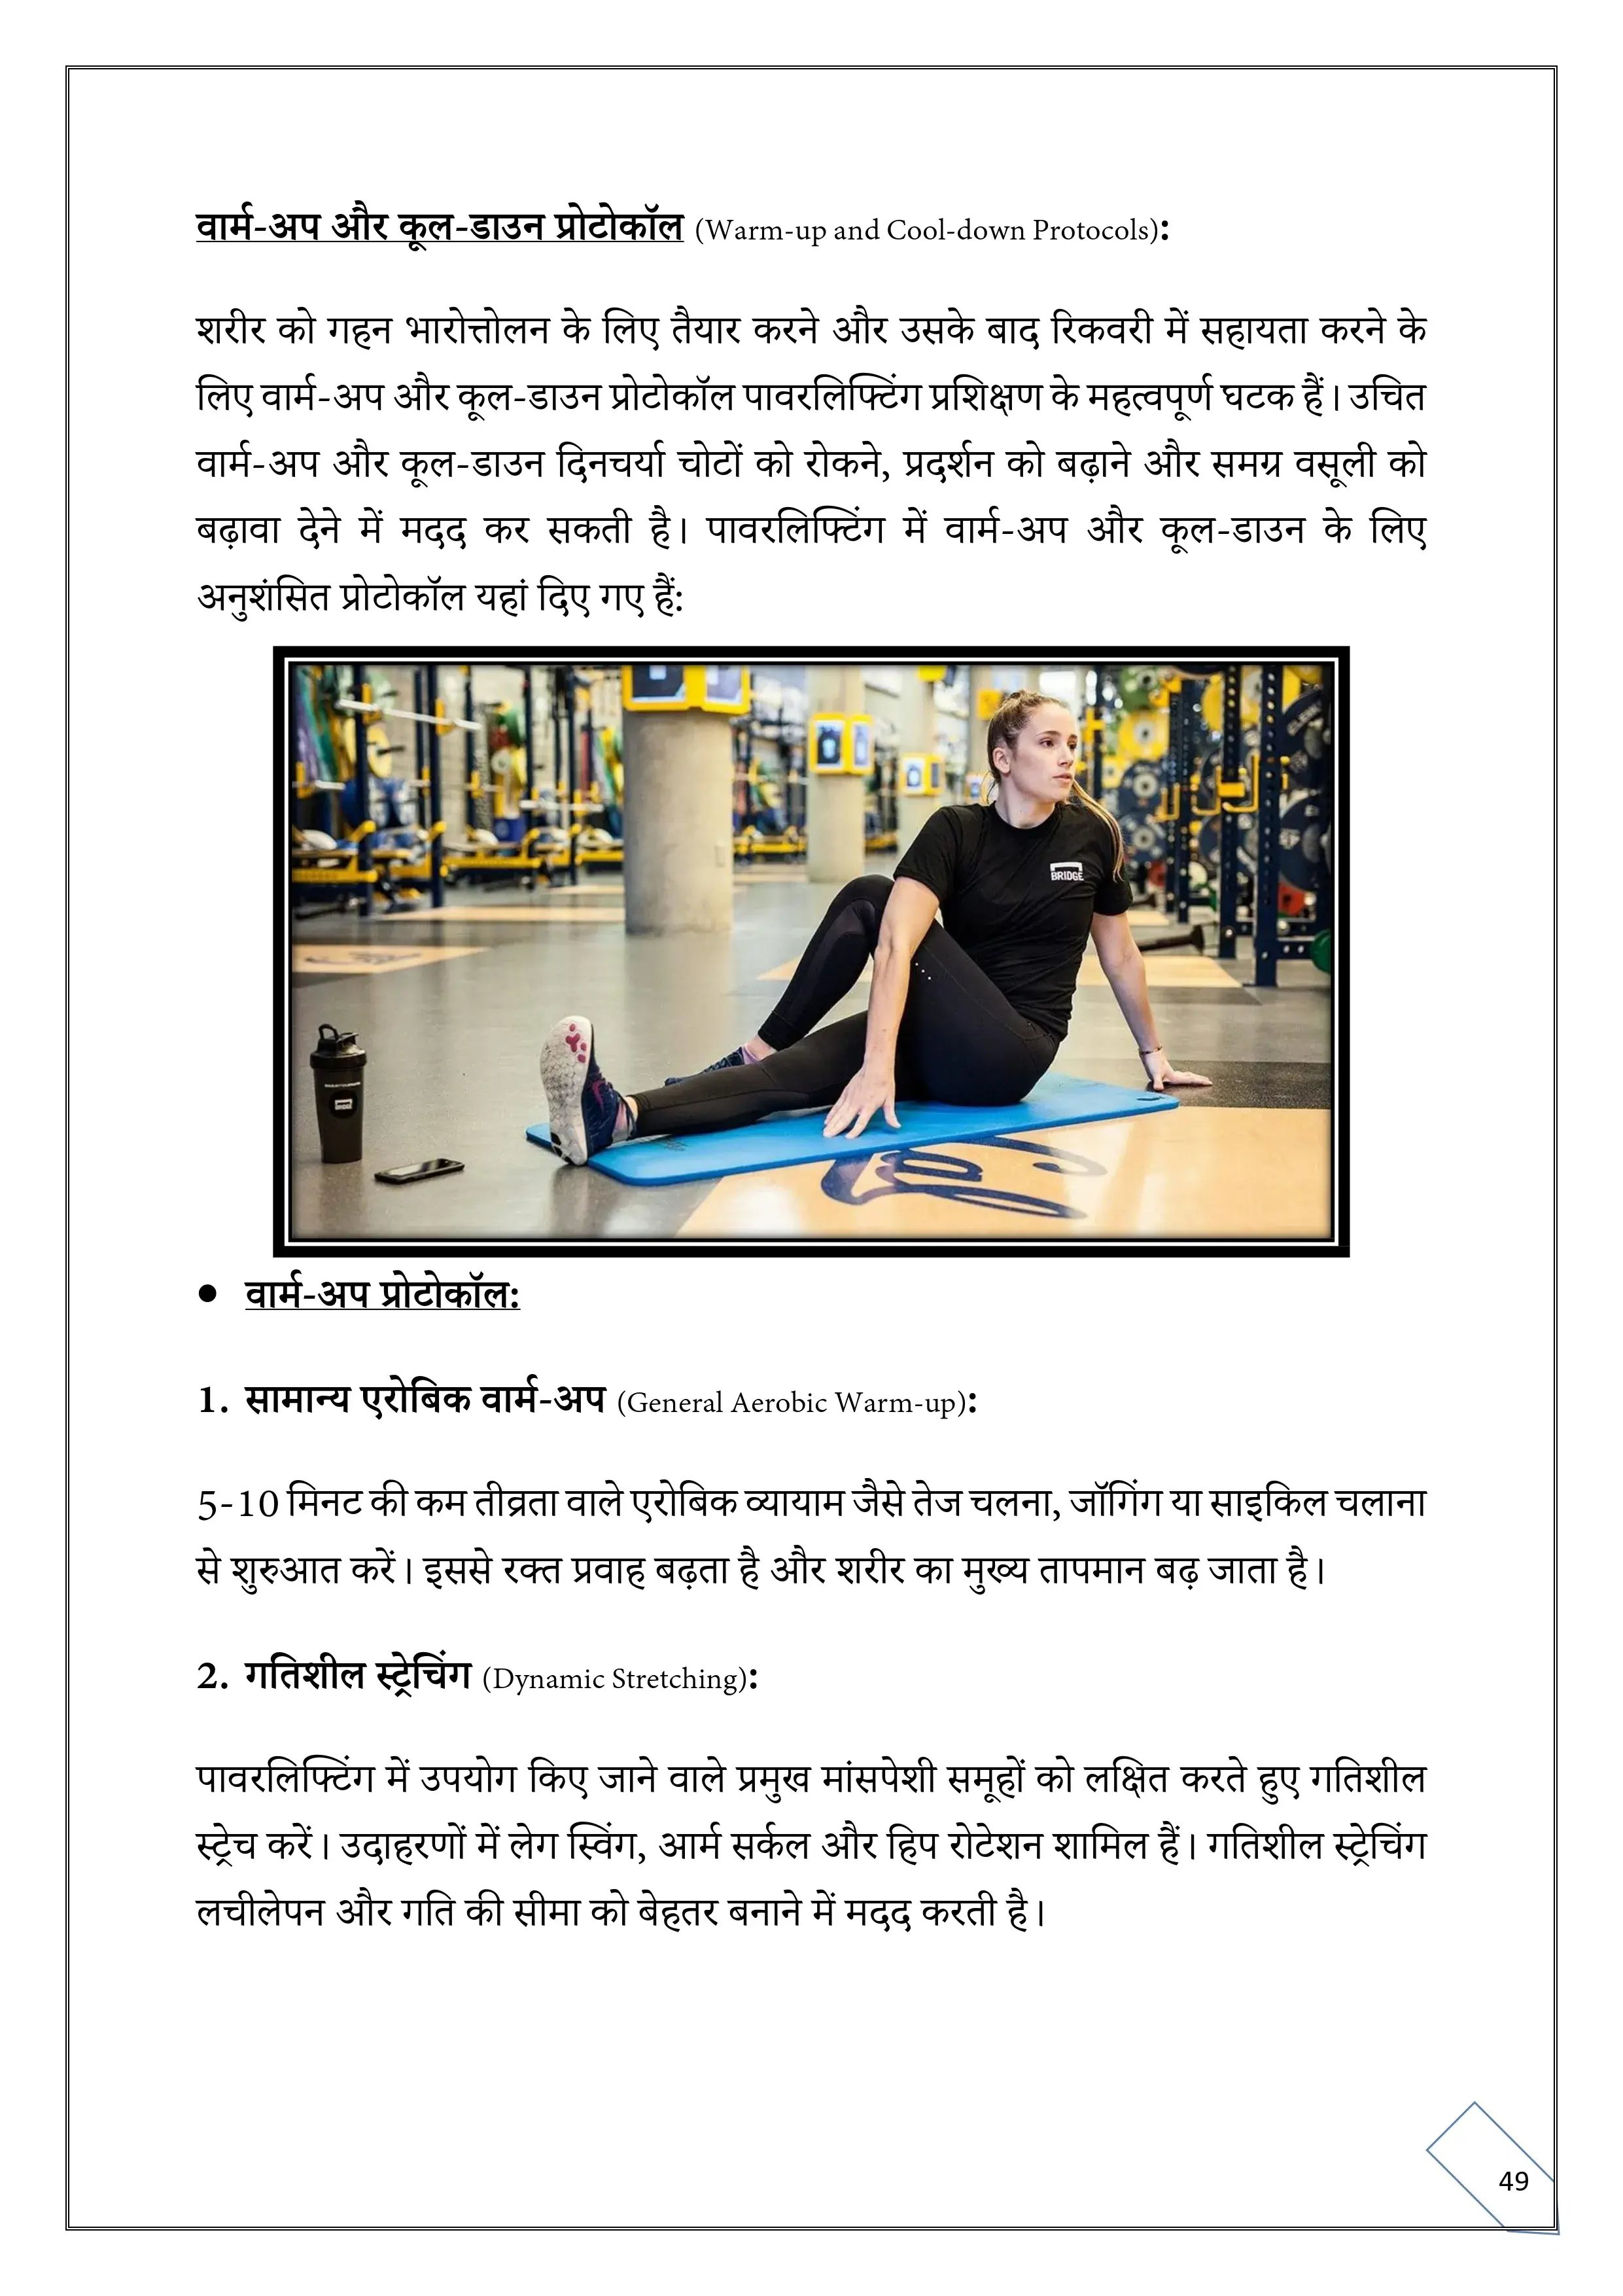 वार्म-अप और कूल-डाउन प्रोटोकॉल (Warm-up and Cool-down Protocols):
शरीर को गहन भारोत्तोलन के लिए तैयार करने और उसके बाद रिकवरी में सहायता करने के
लिए वार्म-अप और कूल-डाउन प्रोटोकॉल पावरलिफ्टिंग प्रशिक्षण के महत्वपूर्ण घटक हैं। उचित
वार्म-अप और कूल-डाउन दिनचर्या चोटों को रोकने, प्रदर्शन को बढ़ाने और समग्र वसूली को
बढ़ावा देने में मदद कर सकती है। पावरलिफ्टिंग में वार्म-अप और कूल-डाउन के लिए
अनुशंसित प्रोटोकॉल यहां दिए गए हैं:
BRIDGE
• वार्म-अप प्रोटोकॉल:
1. सामान्य एरोबिक वार्म-अप (General Aerobic Warm-up):
5-10 मिनट की कम तीव्रता वाले एरोबिक व्यायाम जैसे तेज चलना, जॉगिंग या साइकिल चलाना
से शुरुआत करें। इससे रक्त प्रवाह बढ़ता है और शरीर का मुख्य तापमान बढ़ जाता है।
2. गतिशील स्ट्रेचिंग (Dynamic Stretching):
पावरलिफ्टिंग में उपयोग किए जाने वाले प्रमुख मांसपेशी समूहों को लक्षित करते हुए गतिशील
स्ट्रेच करें। उदाहरणों में लेग स्विंग, आर्म सर्कल और हिप रोटेशन शामिल हैं। गतिशील स्ट्रेचिंग
लचीलेपन और गति की सीमा को बेहतर बनाने में मदद करती है।
49